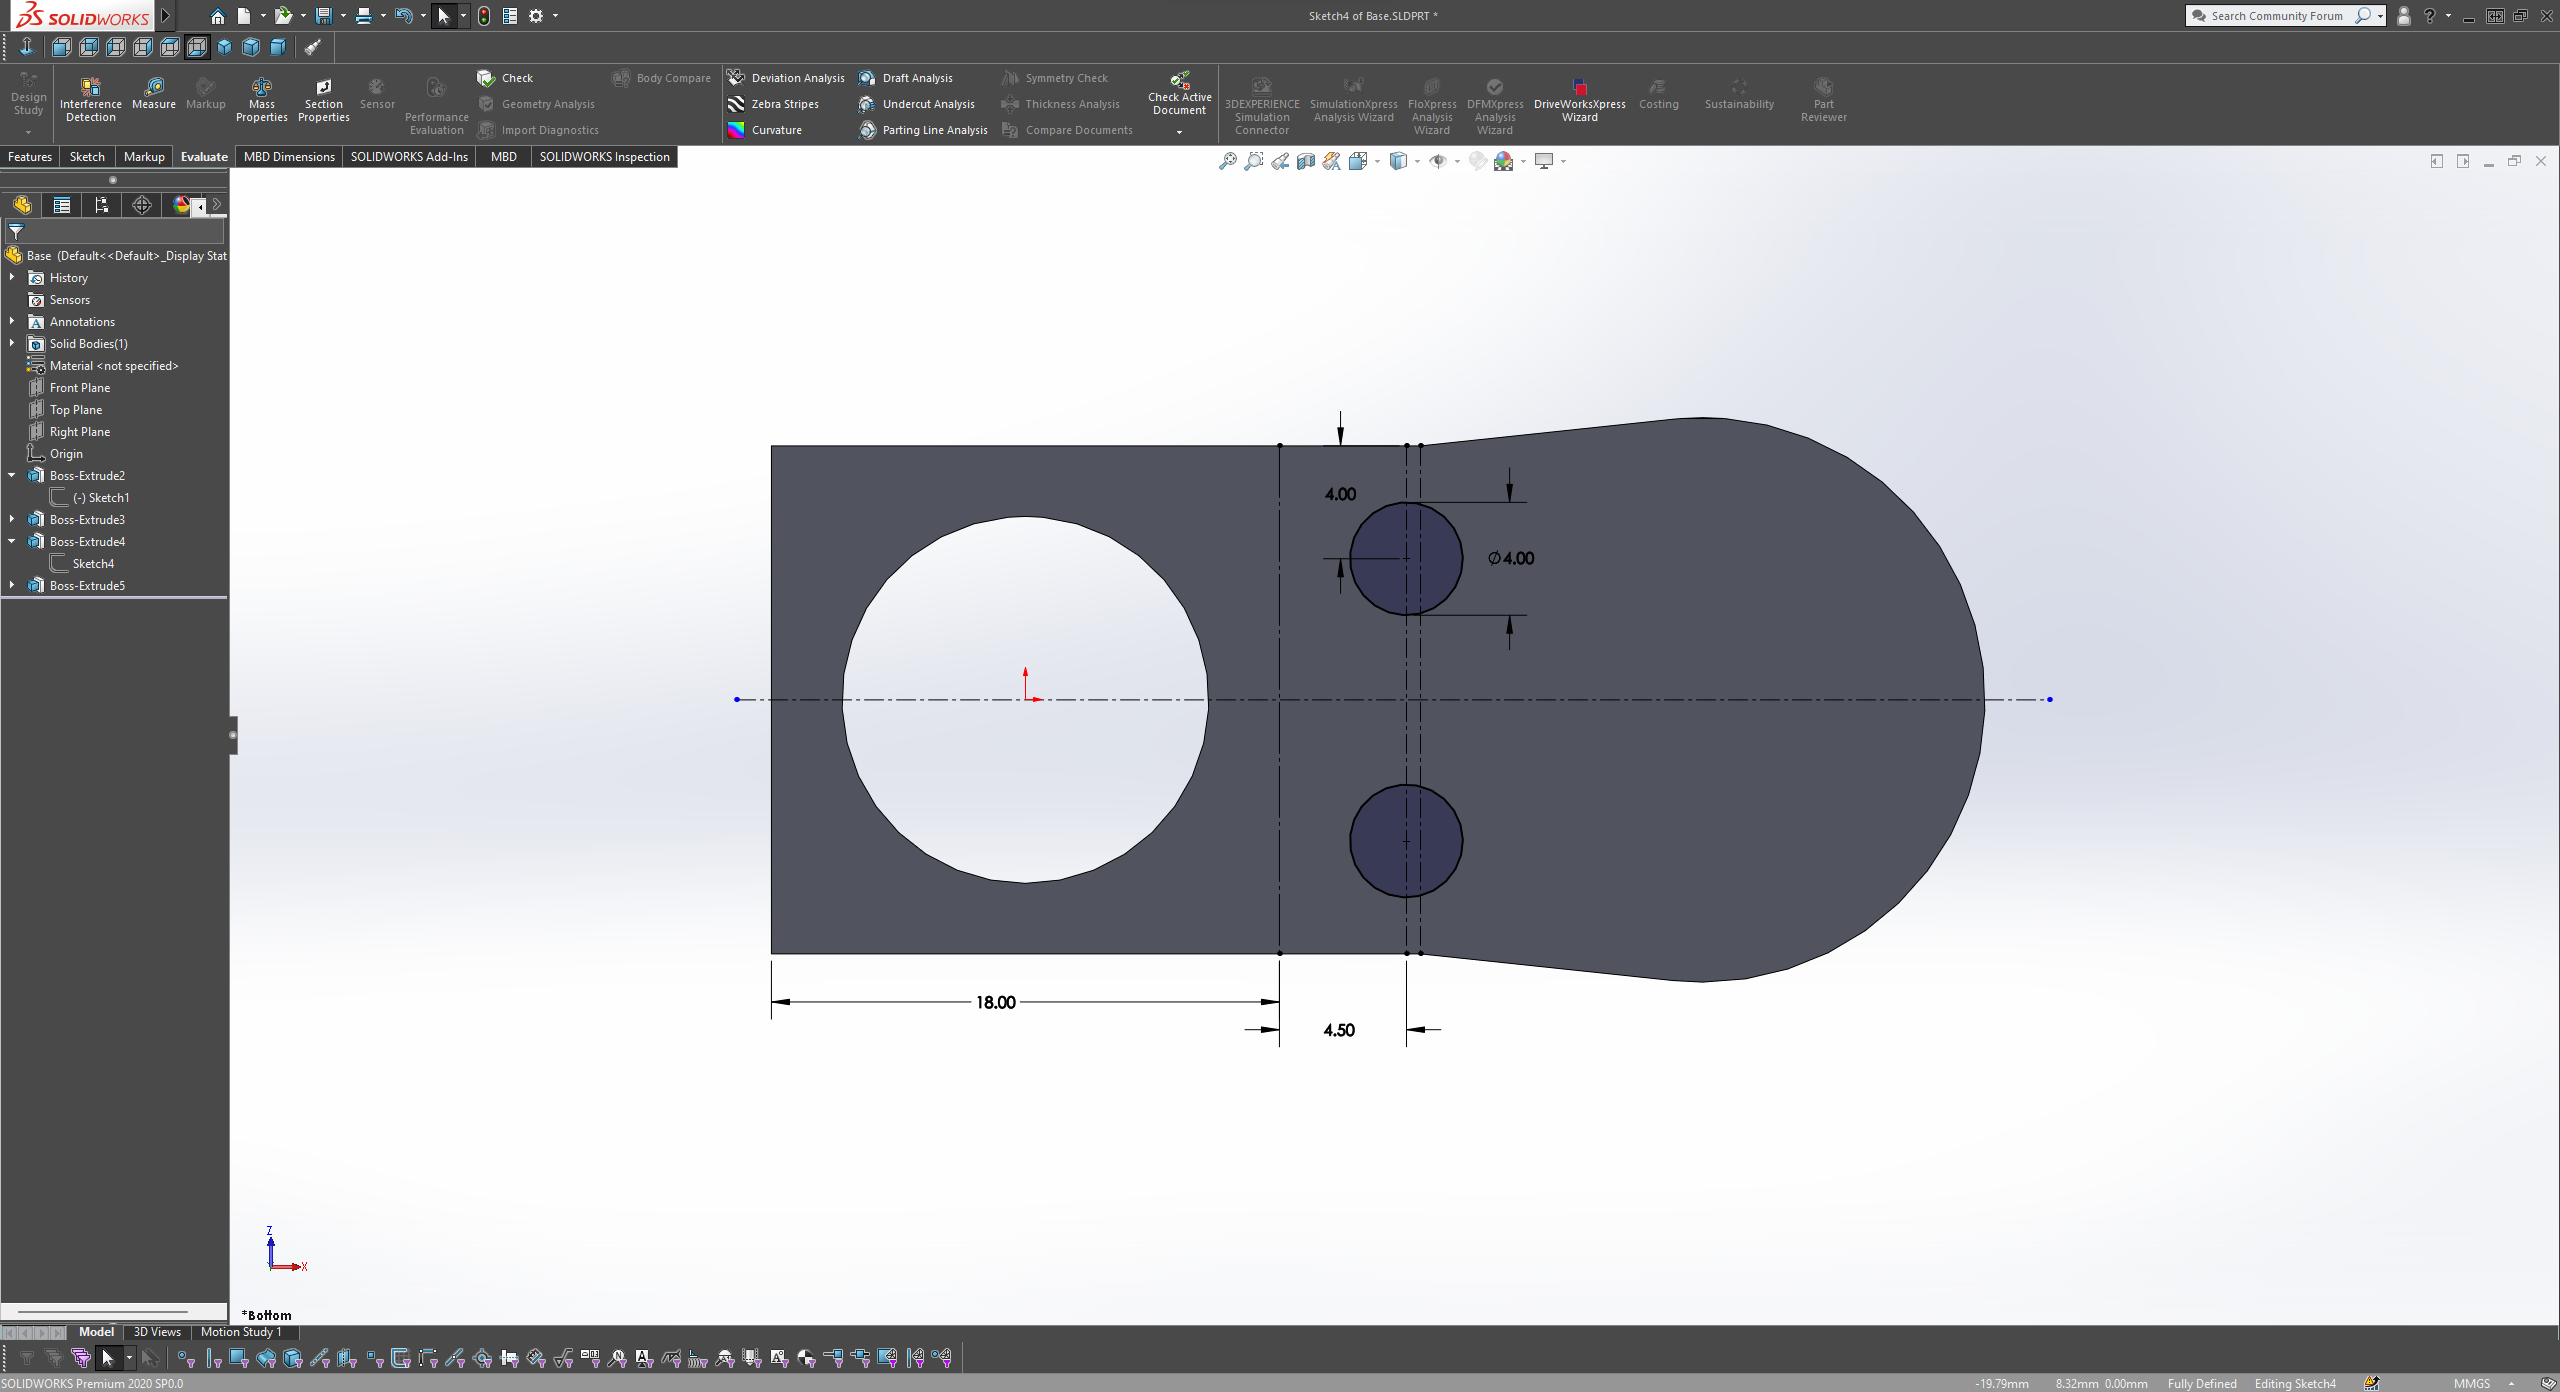 SOLIDWORKS
Sketch4 of Base.SLDPRT *
Search Community Forum
Design Study
Interference Detection
Measure
Markup
Mass Properties
Section Properties
Sensor
Performance Evaluation
Check
Geometry Analysis
Import Diagnostics
Body Compare
Deviation Analysis
Zebra Stripes
Curvature
Draft Analysis
Undercut Analysis
Parting Line Analysis
Symmetry Check
Thickness Analysis
Compare Documents
Check Active Document
3DEXPERIENCE Simulation Connector
SimulationXpress Analysis Wizard
FloXpress Analysis Wizard
DFMXpress Analysis Wizard
DriveWorksXpress Wizard
Costing
Sustainability
Part Reviewer
Features Sketch Markup Evaluate MBD Dimensions SOLIDWORKS Add-Ins MBD SOLIDWORKS Inspection
Base (Default<<Default>_Display Stat
History
Sensors
Annotations
Solid Bodies(1)
Material <not specified>
Front Plane
Top Plane
Right Plane
Origin
Boss-Extrude2
(-) Sketch1
Boss-Extrude3
Boss-Extrude4
Sketch4
Boss-Extrude5
4.00
Ø4.00
18.00
4.50
Z
X
*Bottom
Model 3D Views Motion Study 1
SOLIDWORKS Premium 2020 SP0.0
-19.79mm 8.32mm 0.00mm Fully Defined Editing Sketch4 MMGS